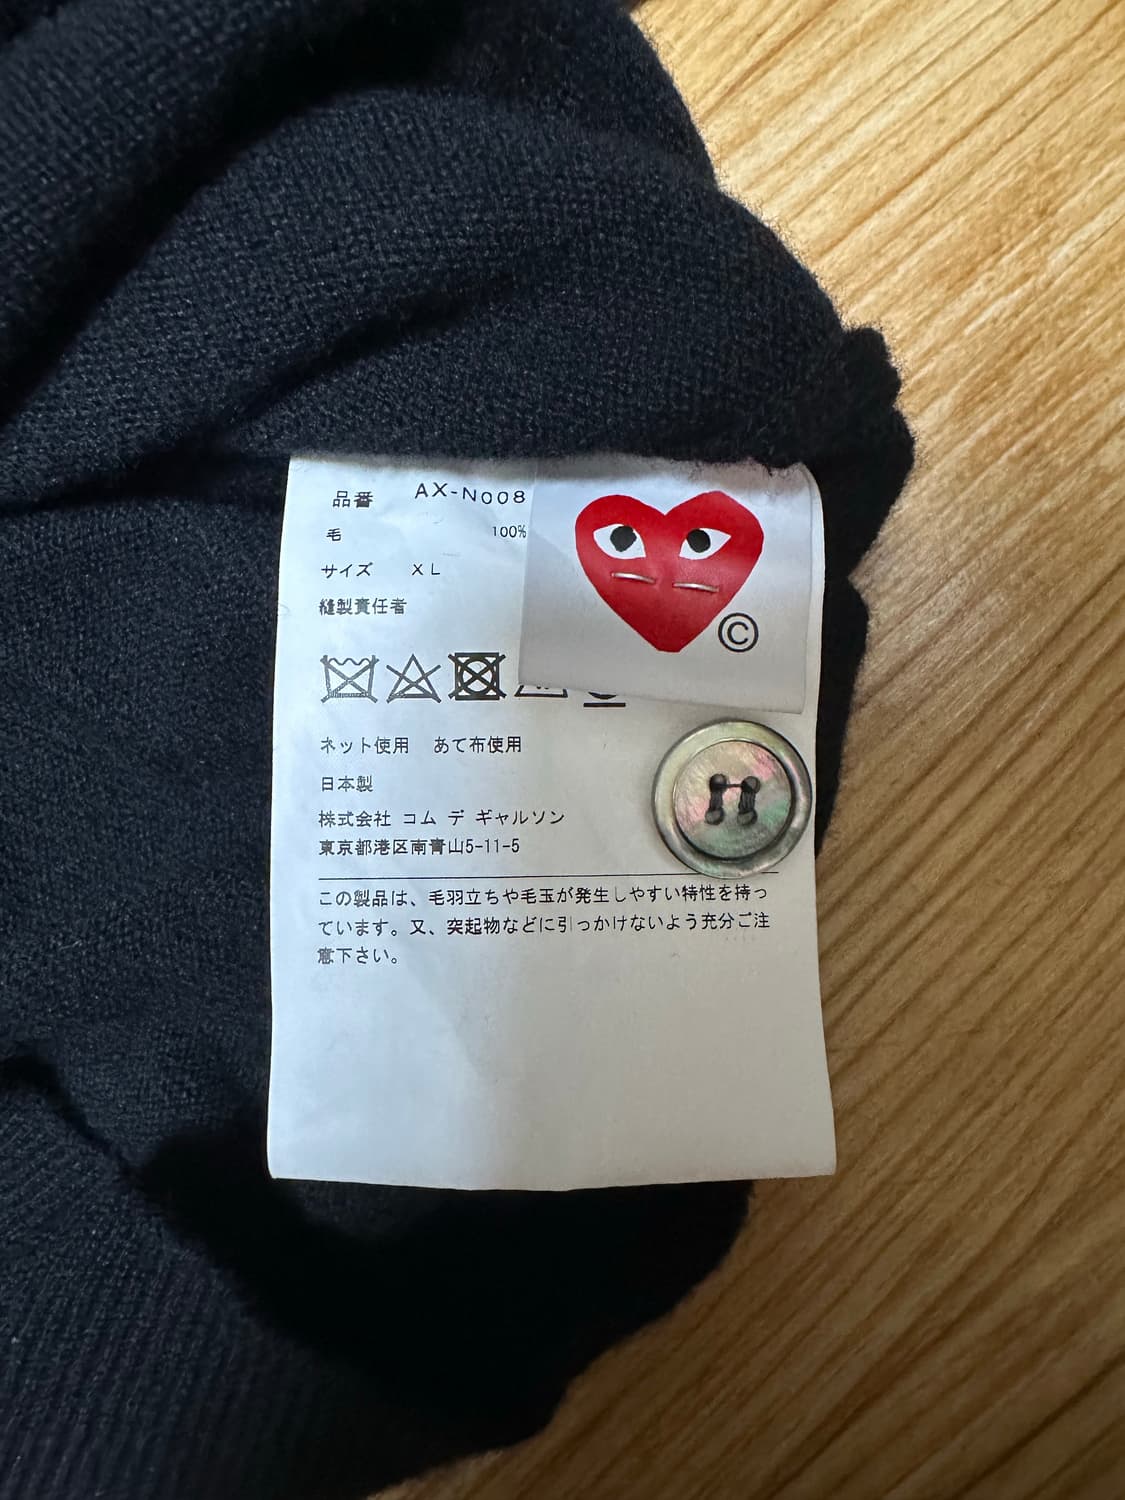 品番 AX-N008
毛 100%
サイズ XL
縫製責任者
©
ネット使用 あて布使用
日本製
株式会社 コム デ ギャルソン
東京都港区南青山5-11-5
この製品は、毛羽立ちや毛玉が発生しやすい特性を持っ
ています。又、突起物などに引っかけないよう充分ご注
意下さい。